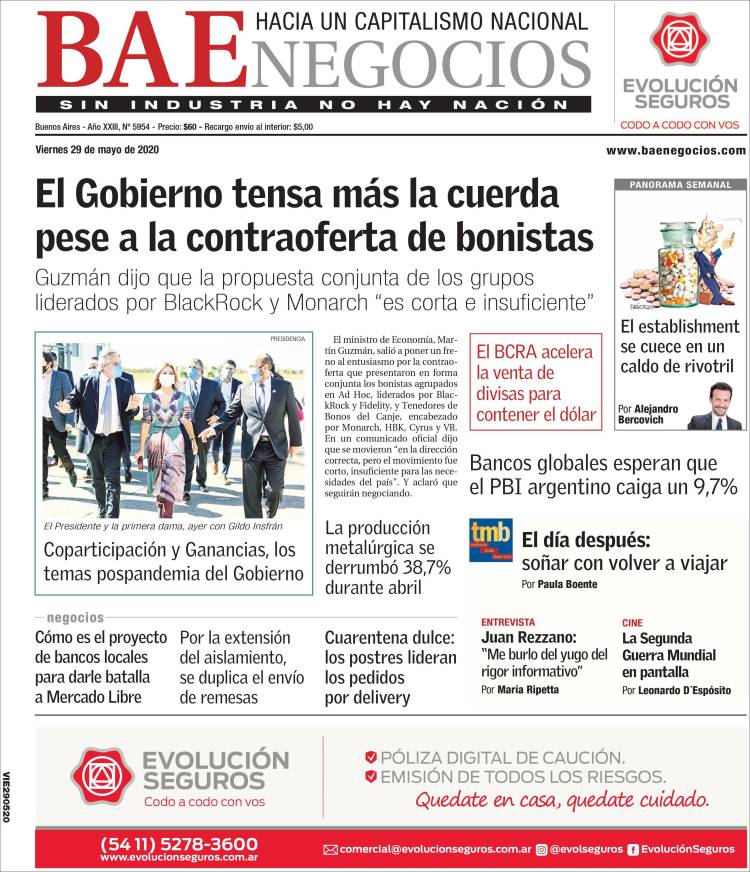 HACIA UN CAPITALISMO NACIONAL
BAE NEGOCIOS
SIN INDUSTRIA NO HAY NACIÓN
EVOLUCIÓN
SEGUROS
CODO A CODO CON VOS
Buenos Aires - Año XXIII, Nº 5954 - Precio: $60 - Recargo envío al interior: $5,00
Viernes 29 de mayo de 2020
www.baenegocios.com
El Gobierno tensa más la cuerda
pese a la contraoferta de bonistas
Guzmán dijo que la propuesta conjunta de los grupos
liderados por BlackRock y Monarch “es corta e insuficiente”
PANORAMA SEMANAL
El establishment
se cuece en un
caldo de rivotril
Por Alejandro
Bercovich
PRESIDENCIA
El Presidente y la primera dama, ayer con Gildo Insfrán
Coparticipación y Ganancias, los
temas pospandemia del Gobierno
El ministro de Economía, Mar-
tín Guzmán, salió a poner un fre-
no al entusiasmo por la contrao-
ferta que presentaron en forma
conjunta los bonistas agrupados
en Ad Hoc, liderados por Blac-
kRock y Fidelity, y Tenedores de
Bonos del Canje, encabezado
por Monarch, HBK, Cyrus y VR.
En un comunicado oficial dijo
que se movieron “en la dirección
correcta, pero el movimiento fue
corto, insuficiente para las nece-
sidades del país”. Y aclaró que
seguirán negociando.
La producción
metalúrgica se
derrumbó 38,7%
durante abril
El BCRA acelera
la venta de
divisas para
contener el dólar
Bancos globales esperan que
el PBI argentino caiga un 9,7%
tmb
El día después:
soñar con volver a viajar
Por Paula Boente
ENTREVISTA
Juan Rezzano:
“Me burlo del yugo del
rigor informativo”
Por María Ripetta
CINE
La Segunda
Guerra Mundial
en pantalla
Por Leonardo D´Espósito
negocios
Cómo es el proyecto
de bancos locales
para darle batalla
a Mercado Libre
Por la extensión
del aislamiento,
se duplica el envío
de remesas
Cuarentena dulce:
los postres lideran
los pedidos
por delivery
VIE290520
EVOLUCIÓN
SEGUROS
Codo a codo con vos
PÓLIZA DIGITAL DE CAUCIÓN.
EMISIÓN DE TODOS LOS RIESGOS.
Quedate en casa, quedate cuidado.
(54 11) 5278-3600
www.evolucionseguros.com.ar
comercial@evolucionseguros.com.ar @evolseguros EvoluciónSeguros